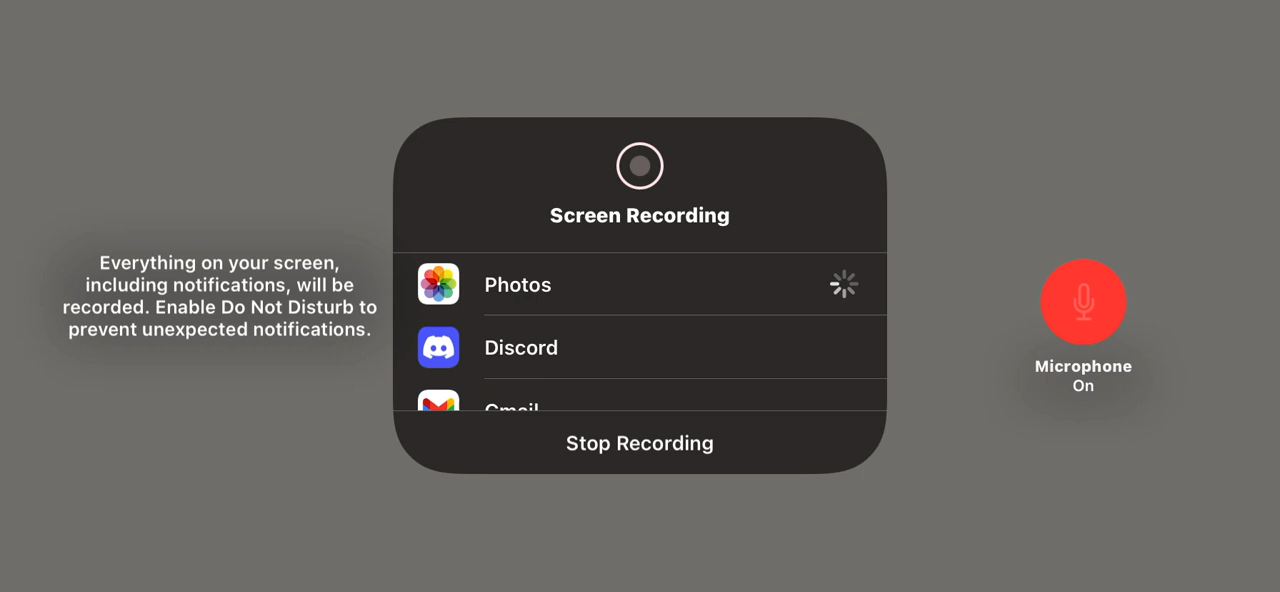 Everything on your screen,
including notifications, will be
recorded. Enable Do Not Disturb to
prevent unexpected notifications.
Screen Recording
Photos
Discord
Gmail
Stop Recording
Microphone
On